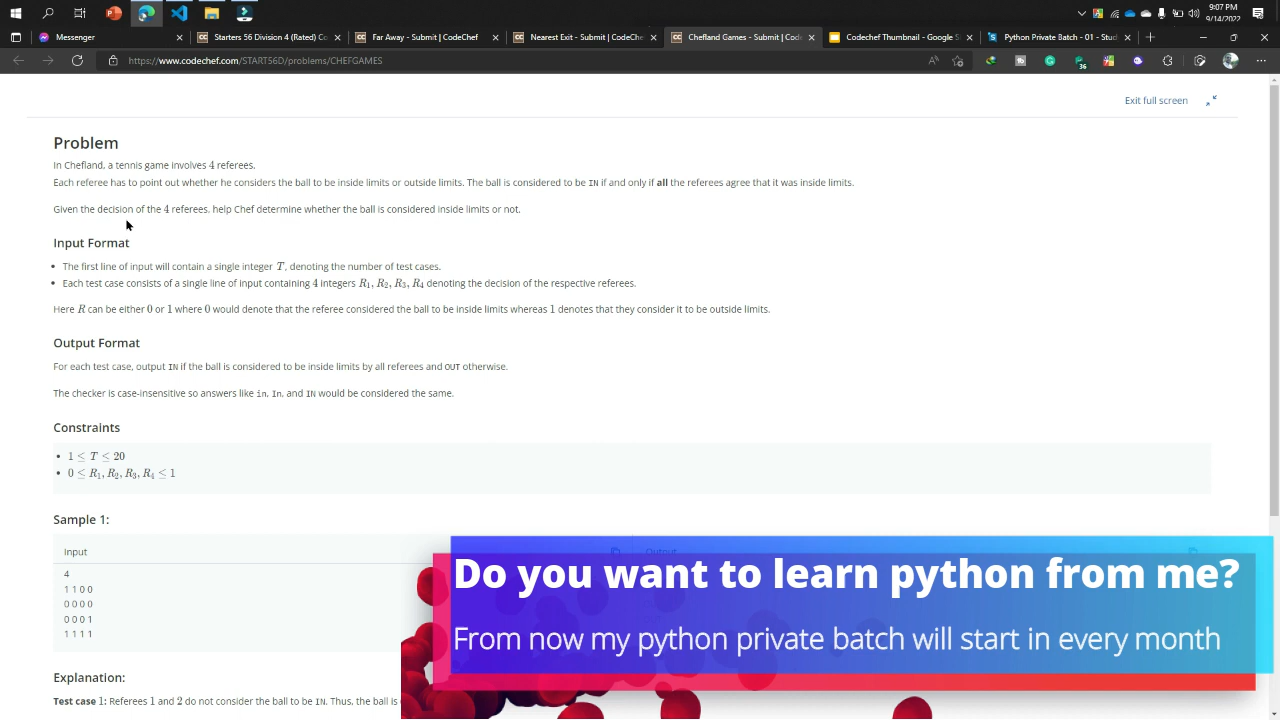 9:07 PM
9/14/2022
Messenger
Starters 56 Division 4 (Rated) Co
Far Away - Submit | CodeChef
Nearest Exit - Submit | CodeChe
Chefland Games - Submit | Cod
Codechef Thumbnail - Google S
Python Private Batch - 01 - Stud
https://www.codechef.com/START56D/problems/CHEFGAMES
Exit full screen
Problem
In Chefland, a tennis game involves 4 referees.
Each referee has to point out whether he considers the ball to be inside limits or outside limits. The ball is considered to be IN if and only if all the referees agree that it was inside limits.
Given the decision of the 4 referees, help Chef determine whether the ball is considered inside limits or not.
Input Format
• The first line of input will contain a single integer T, denoting the number of test cases.
• Each test case consists of a single line of input containing 4 integers R1, R2, R3, R4 denoting the decision of the respective referees.
Here R can be either 0 or 1 where 0 would denote that the referee considered the ball to be inside limits whereas 1 denotes that they consider it to be outside limits.
Output Format
For each test case, output IN if the ball is considered to be inside limits by all referees and OUT otherwise.
The checker is case-insensitive so answers like in, In, and IN would be considered the same.
Constraints
• 1 ≤ T ≤ 20
• 0 ≤ R1, R2, R3, R4 ≤ 1
Sample 1:
Input
Output
4
1 1 0 0
0 0 0 0
0 0 0 1
1 1 1 1
Do you want to learn python from me?
From now my python private batch will start in every month
Explanation:
Test case 1: Referees 1 and 2 do not consider the ball to be IN. Thus, the ball is